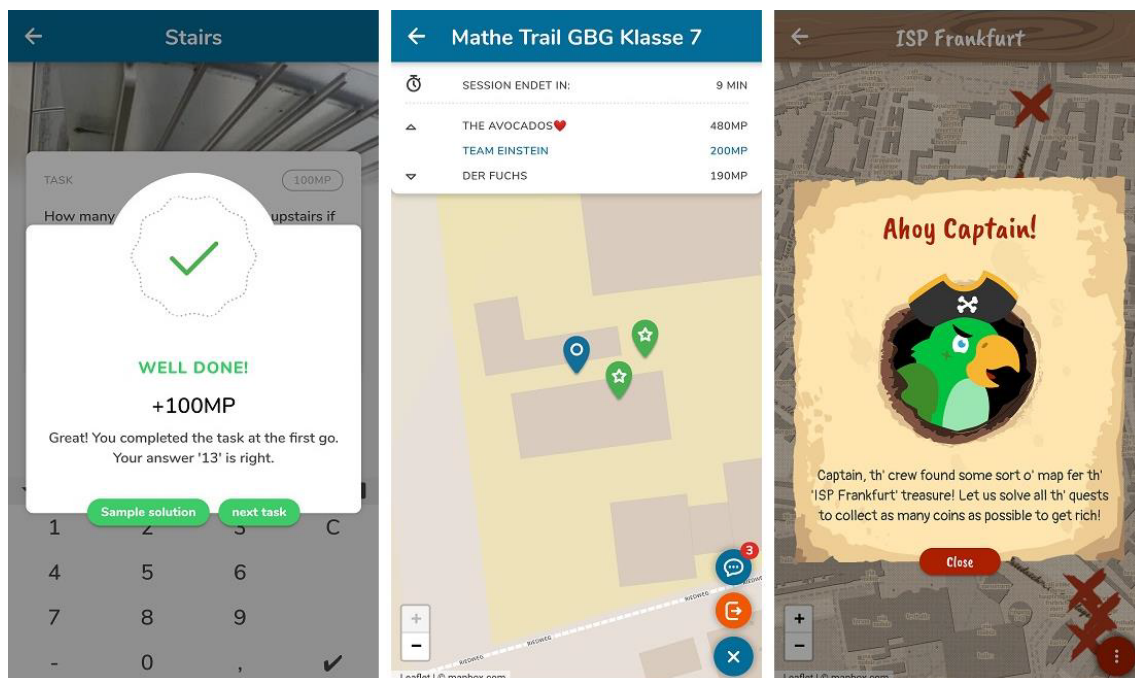 Stairs
TASK
100MP
How many
upstairs if
WELL DONE!
+100MP
Great! You completed the task at the first go.
Your answer '13' is right.
Sample solution
next task
1 2 3 C
4 5 6
7 8 9
- 0 , ✔
Mathe Trail GBG Klasse 7
SESSION ENDET IN: 9 MIN
THE AVOCADOS❤ 480MP
TEAM EINSTEIN 200MP
DER FUCHS 190MP
3
RIEDWEG
RIEDWEG
RIEDWEG
+
-
Leaflet | © mapbox.com
ISP Frankfurt
Ahoy Captain!
Captain, th' crew found some sort o' map fer th'
'ISP Frankfurt' treasure! Let us solve all th' quests
to collect as many coins as possible to get rich!
Close
+
-
Leaflet | © mapbox.com